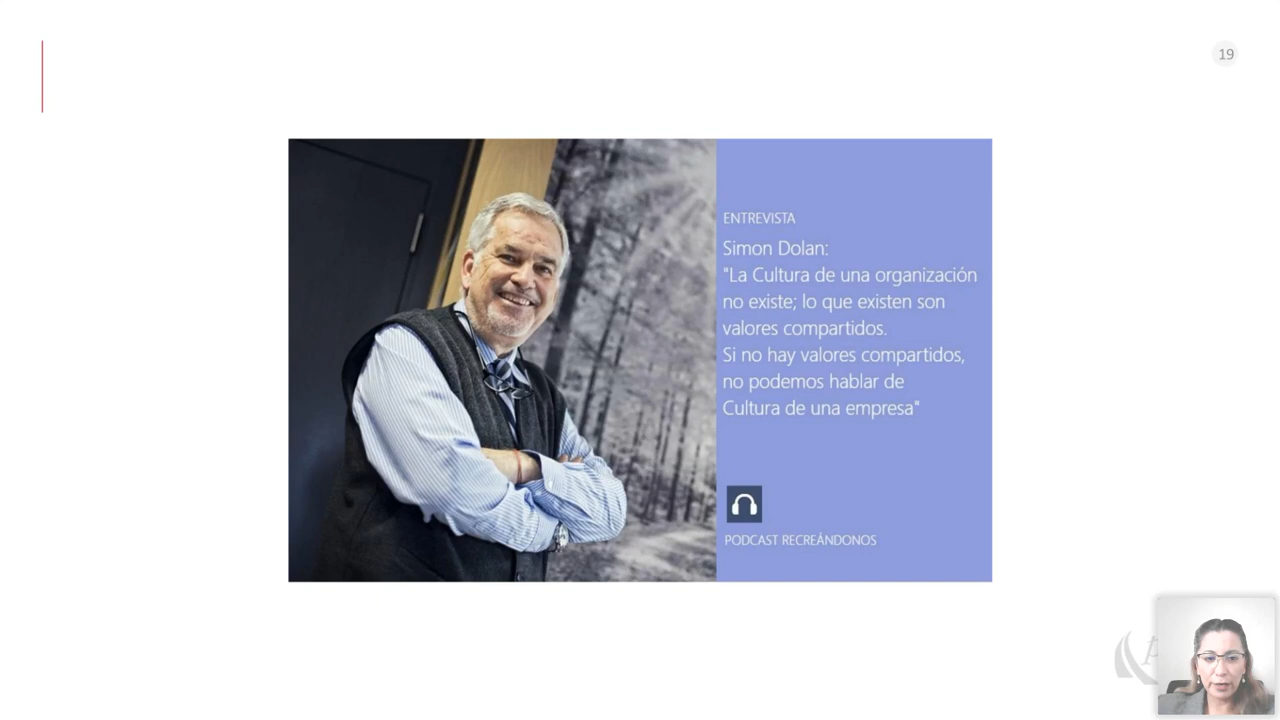 19
ENTREVISTA
Simon Dolan:
"La Cultura de una organización
no existe; lo que existen son
valores compartidos.
Si no hay valores compartidos,
no podemos hablar de
Cultura de una empresa"
PODCAST RECREÁNDONOS